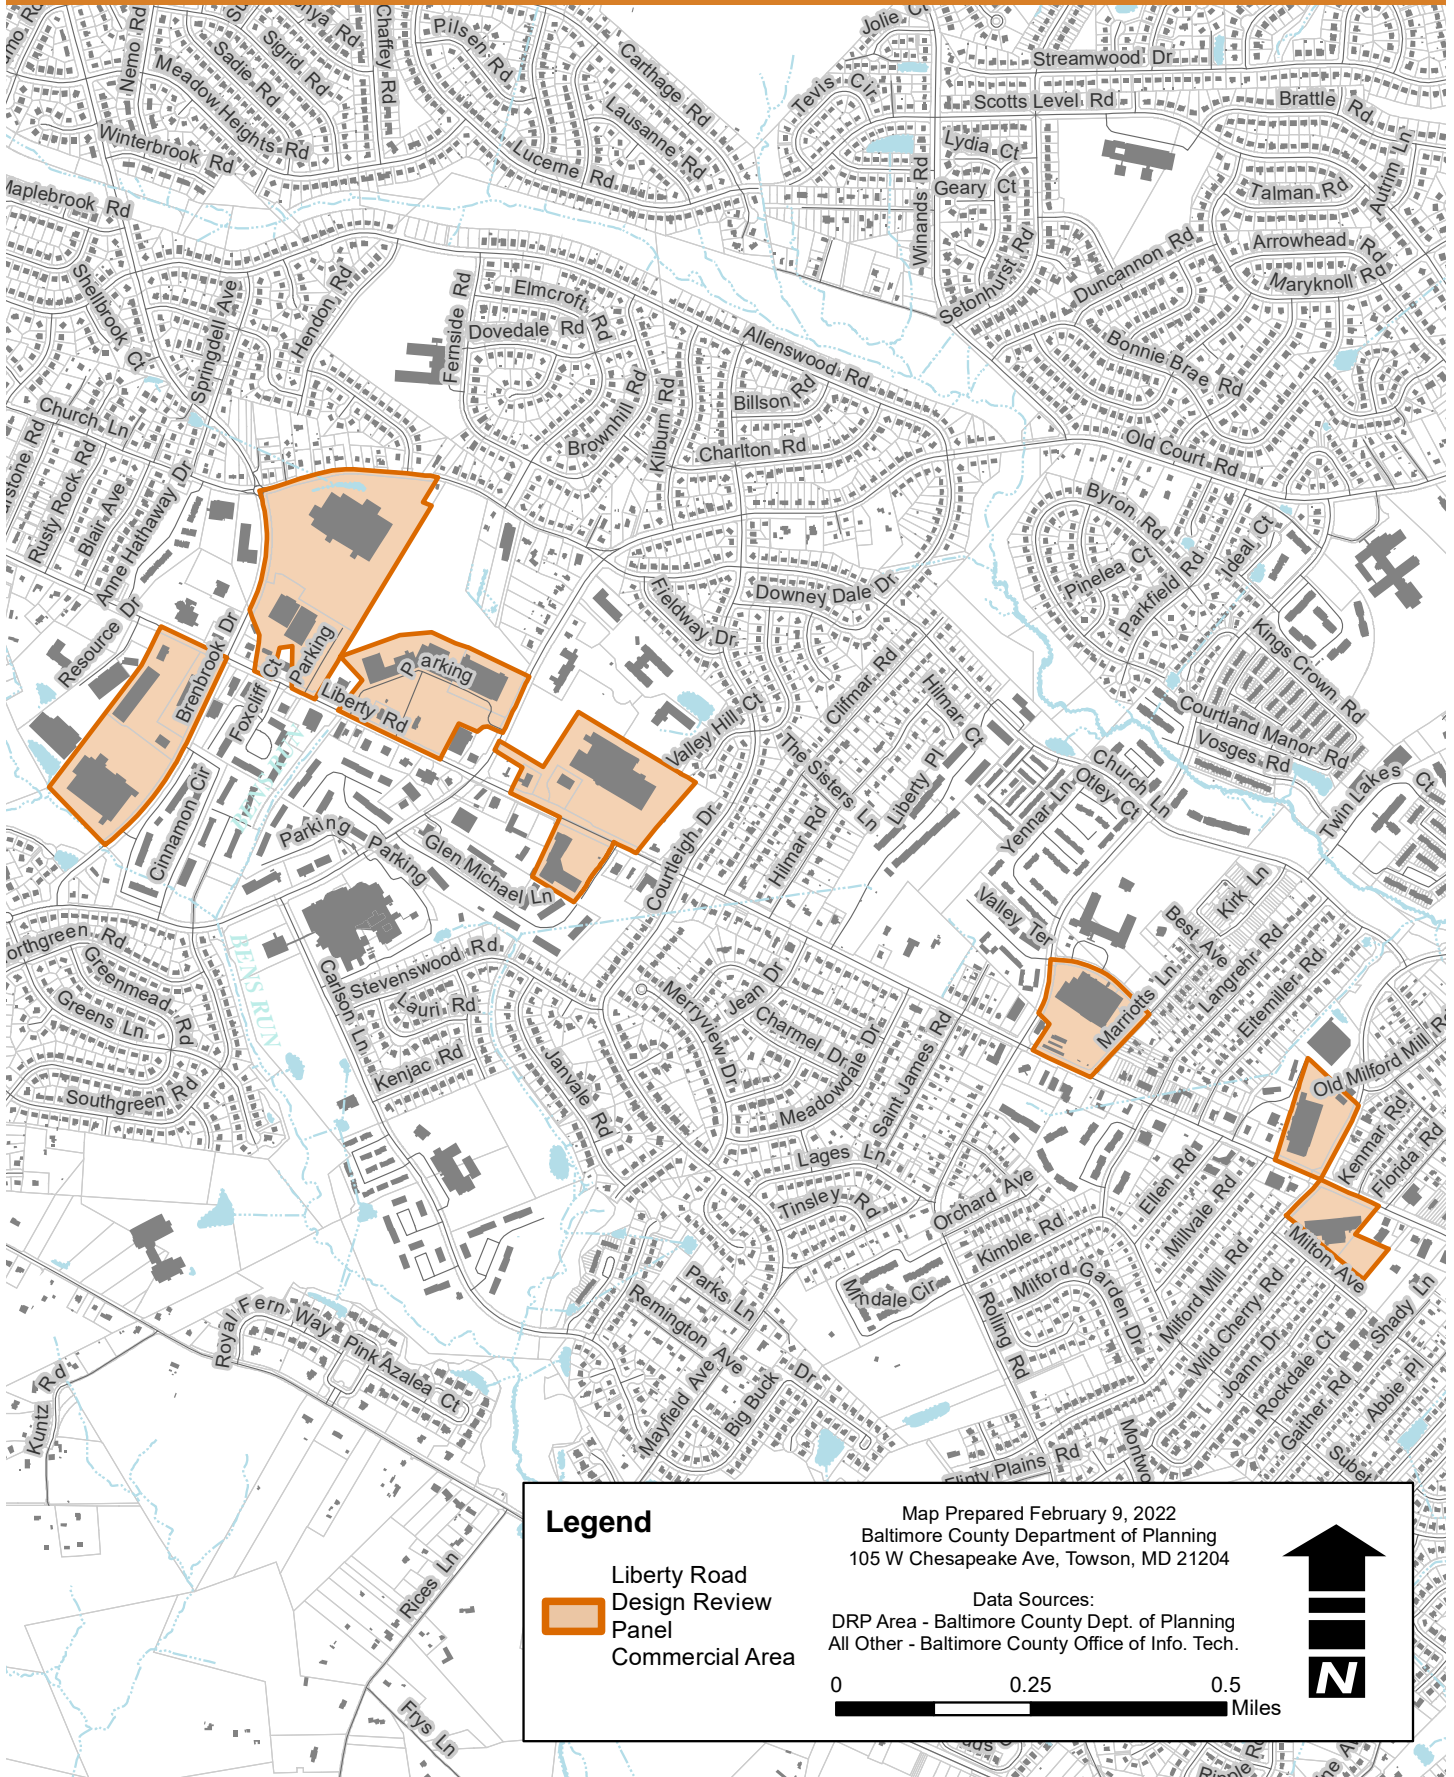 Nemo Rd
Sadie Rd
Sigrid Rd
Chaffey Rd
Pilsen Rd
Carthage Rd
Jolie Ct
Streamwood Dr
Meadow Heights Rd
Tevis Cir
Scotts Level Rd
Brattle Rd
Winterbrook Rd
Lausanne Rd
Lucerne Rd
Lydia Ct
Autrim Ln
Geary Ct
Talman Rd
Maplebrook Rd
Winands Rd
Arrowhead Rd
Setonhurst Rd
Duncannon Rd
Maryknoll Rd
Shellbrook Ct
Springdell Ave
Hendon Rd
Fernside Rd
Elmcroft Rd
Dovedale Rd
Allenswood Rd
Bonnie Brae Rd
Billson Rd
Brownhill Rd
Kilburn Rd
Charlton Rd
Old Court Rd
Church Ln
Rusty Rock Rd
Blair Ave
Anne Hathaway Dr
Byron Rd
Pinelea Ct
Parkfield Rd
Ideal Ct
Downey Dale Dr
Fieldway Dr
Kings Crown Rd
Resource Dr
Brenbrook Dr
Foxcliff Ct
Parking
Parking
Liberty Rd
Clifmar Rd
Hilmar Ct
Valley Hill Ct
The Sisters Ln
Liberty Pl
Courtland Manor Rd
Vosges Rd
Church Ln
Otley Ct
Twin Lakes Ct
Yennar Ln
Cinnamon Cir
Parking
Parking
Glen Michael Ln
Courtleigh Dr
Hilmar Rd
Valley Ter
Kirk Ln
Best Ave
Langrehr Rd
Eitemiller Rd
Marriotts Ln
BENS RUN
Greenmead Rd
Greens Ln
Southgreen Rd
Stevenswood Rd
Carlson Ln
Lauri Rd
Kenjac Rd
Janvale Rd
Merryview Dr
Jean Dr
Charmel Dr
Meadowdale Dr
Saint James Rd
Old Milford Mill Rd
Kenmar Rd
Florida Rd
Lages Ln
Tinsley Rd
Orchard Ave
Kimble Rd
Ellen Rd
Millvale Rd
Milton Ave
Milford Mill Rd
Milford Garden Dr
Mindale Cir
Rolling Rd
Wild Cherry Rd
Joann Dr
Rockdale Ct
Gaither Rd
Shady Ln
Abbie Pl
Parks Ln
Remington Ave
Mayfield Ave
Big Buck Dr
Royal Fern Way
Pink Azalea Ct
Kuntz Rd
Flinty Plains Rd
Rices Ln
Frys Ln
Legend
Liberty Road
Design Review
Panel
Commercial Area
Map Prepared February 9, 2022
Baltimore County Department of Planning
105 W Chesapeake Ave, Towson, MD 21204
Data Sources:
DRP Area - Baltimore County Dept. of Planning
All Other - Baltimore County Office of Info. Tech.
0 0.25 0.5
Miles
N